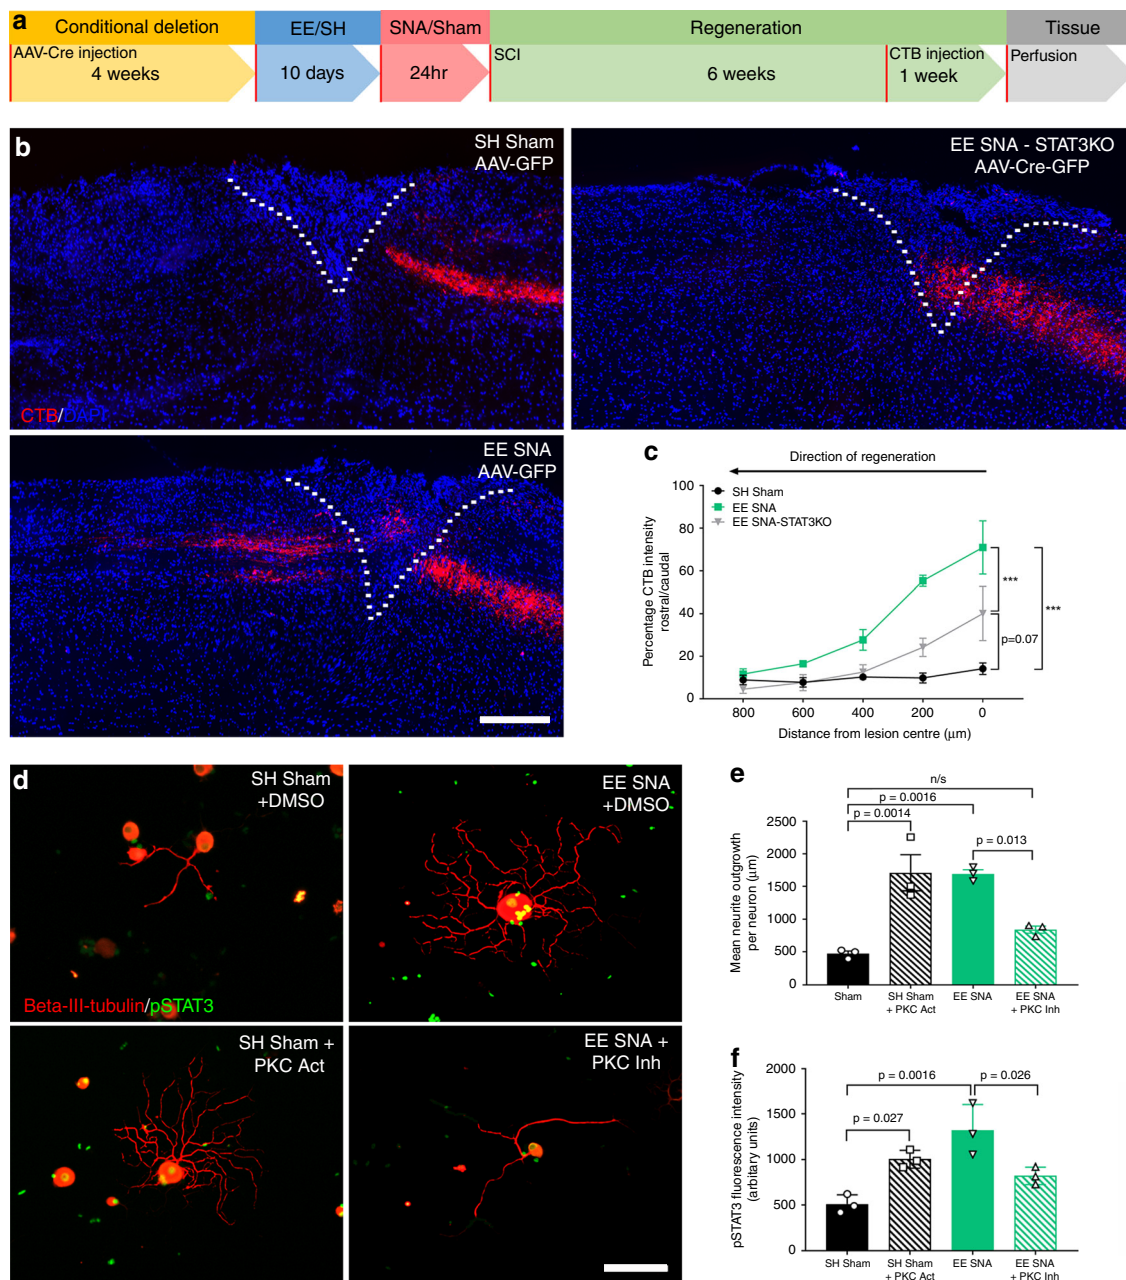 a
Conditional deletion
EE/SH
SNA/Sham
Regeneration
Tissue
AAV-Cre injection
4 weeks
10 days
24hr
SCI
6 weeks
CTB injection
1 week
Perfusion
b
SH Sham
AAV-GFP
CTB/DAPI
EE SNA - STAT3KO
AAV-Cre-GFP
EE SNA
AAV-GFP
c
Direction of regeneration
Percentage CTB intensity
rostral/caudal
100
80
60
40
20
0
SH Sham
EE SNA
EE SNA-STAT3KO
***
***
p=0.07
800
600
400
200
0
Distance from lesion centre (µm)
d
SH Sham
+DMSO
Beta-III-tubulin/pSTAT3
EE SNA
+DMSO
SH Sham +
PKC Act
EE SNA +
PKC Inh
e
Mean neurite outgrowth
per neuron (µm)
2500
2000
1500
1000
500
0
n/s
p = 0.0016
p = 0.0014
p = 0.013
Sham
SH Sham
+ PKC Act
EE SNA
EE SNA
+ PKC Inh
f
pSTAT3 fluorescence intensity
(arbitary units)
2000
1500
1000
500
0
p = 0.0016
p = 0.026
p = 0.027
SH Sham
SH Sham
+ PKC Act
EE SNA
EE SNA
+ PKC Inh